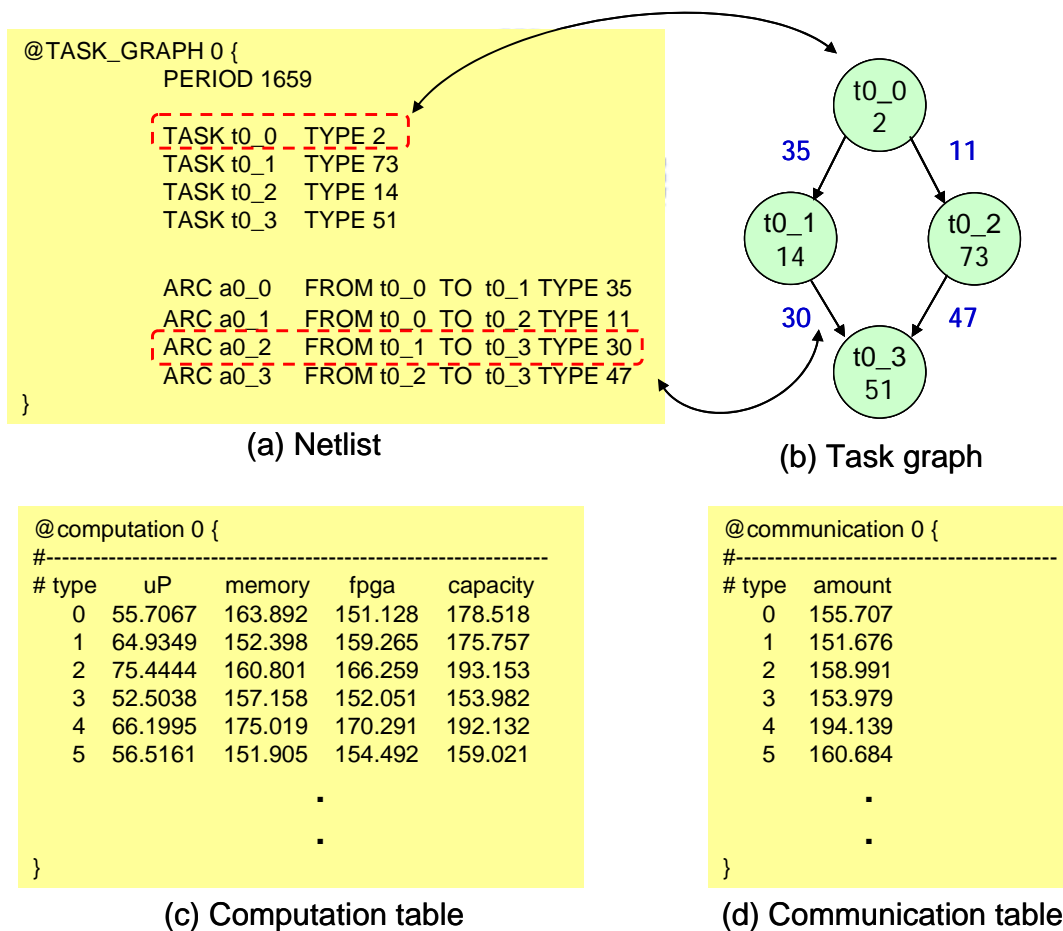 @TASK_GRAPH 0 {
PERIOD 1659
TASK t0_0 TYPE 2
TASK t0_1 TYPE 73
TASK t0_2 TYPE 14
TASK t0_3 TYPE 51
ARC a0_0 FROM t0_0 TO t0_1 TYPE 35
ARC a0_1 FROM t0_0 TO t0_2 TYPE 11
ARC a0_2 FROM t0_1 TO t0_3 TYPE 30
ARC a0_3 FROM t0_2 TO t0_3 TYPE 47
}
(a) Netlist
t0_0
2
35
11
t0_1
14
t0_2
73
30
47
t0_3
51
(b) Task graph
@computation 0 {
#----------------------------------------------------------------
# type uP memory fpga capacity
0 55.7067 163.892 151.128 178.518
1 64.9349 152.398 159.265 175.757
2 75.4444 160.801 166.259 193.153
3 52.5038 157.158 152.051 153.982
4 66.1995 175.019 170.291 192.132
5 56.5161 151.905 154.492 159.021
.
.
}
(c) Computation table
@communication 0 {
#-----------------------------------------
# type amount
0 155.707
1 151.676
2 158.991
3 153.979
4 194.139
5 160.684
.
.
}
(d) Communication table